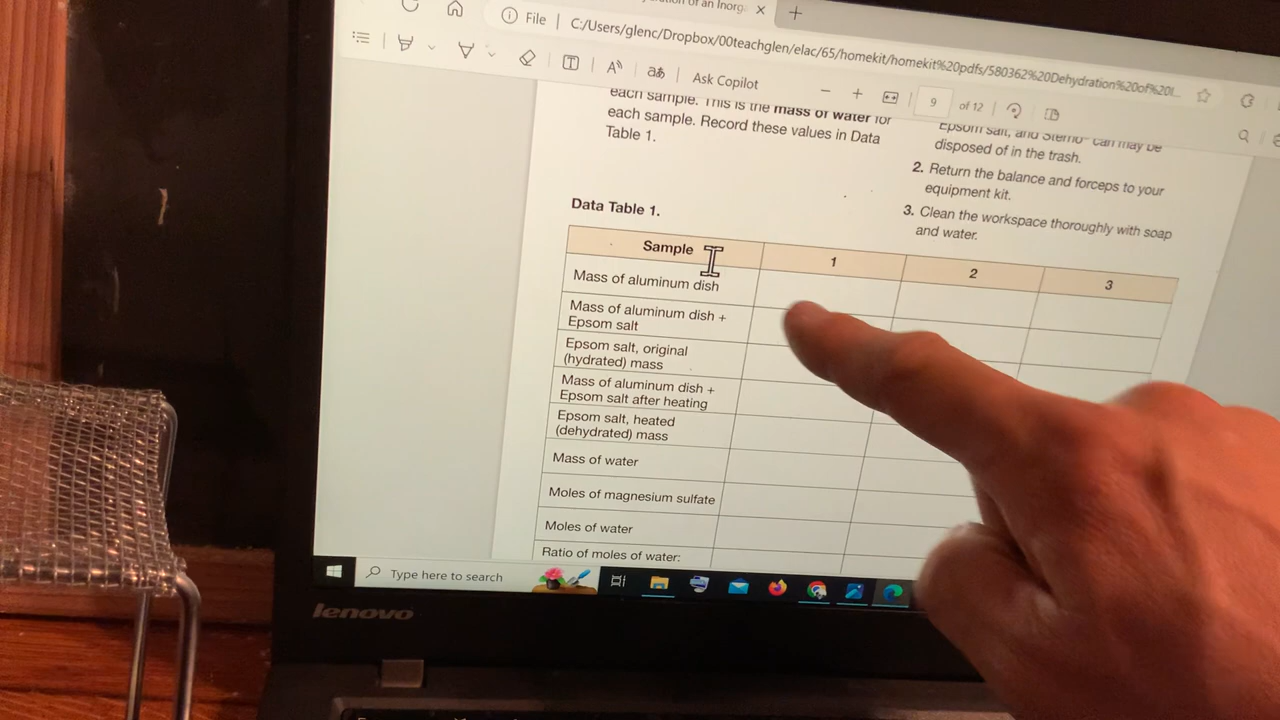 ration of an Inorg
File
C:/Users/glenc/Dropbox/00teachglen/elac/65/homekit/homekit%20pdfs/580362%20Dehydration%20of%20I...
Ask Copilot
9 of 12
each sample. This is the mass of water for
each sample. Record these values in Data
Table 1.
Epsom salt, and Sterno® can may be
disposed of in the trash.
2. Return the balance and forceps to your
equipment kit.
3. Clean the workspace thoroughly with soap
and water.
Data Table 1.
Sample 1 2 3
Mass of aluminum dish
Mass of aluminum dish +
Epsom salt
Epsom salt, original
(hydrated) mass
Mass of aluminum dish +
Epsom salt after heating
Epsom salt, heated
(dehydrated) mass
Mass of water
Moles of magnesium sulfate
Moles of water
Ratio of moles of water:
Type here to search
lenovo